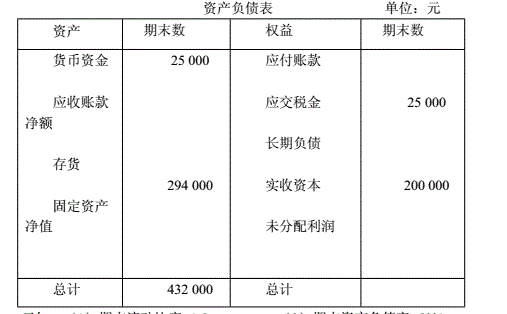 资产负债表 单位：元
资产 期末数 权益 期末数
货币资金 25 000 应付账款
应收账款 应交税金 25 000
净额
长期负债
存货
294 000 实收资本 200 000
固定资产
净值 未分配利润
总计 432 000 总计